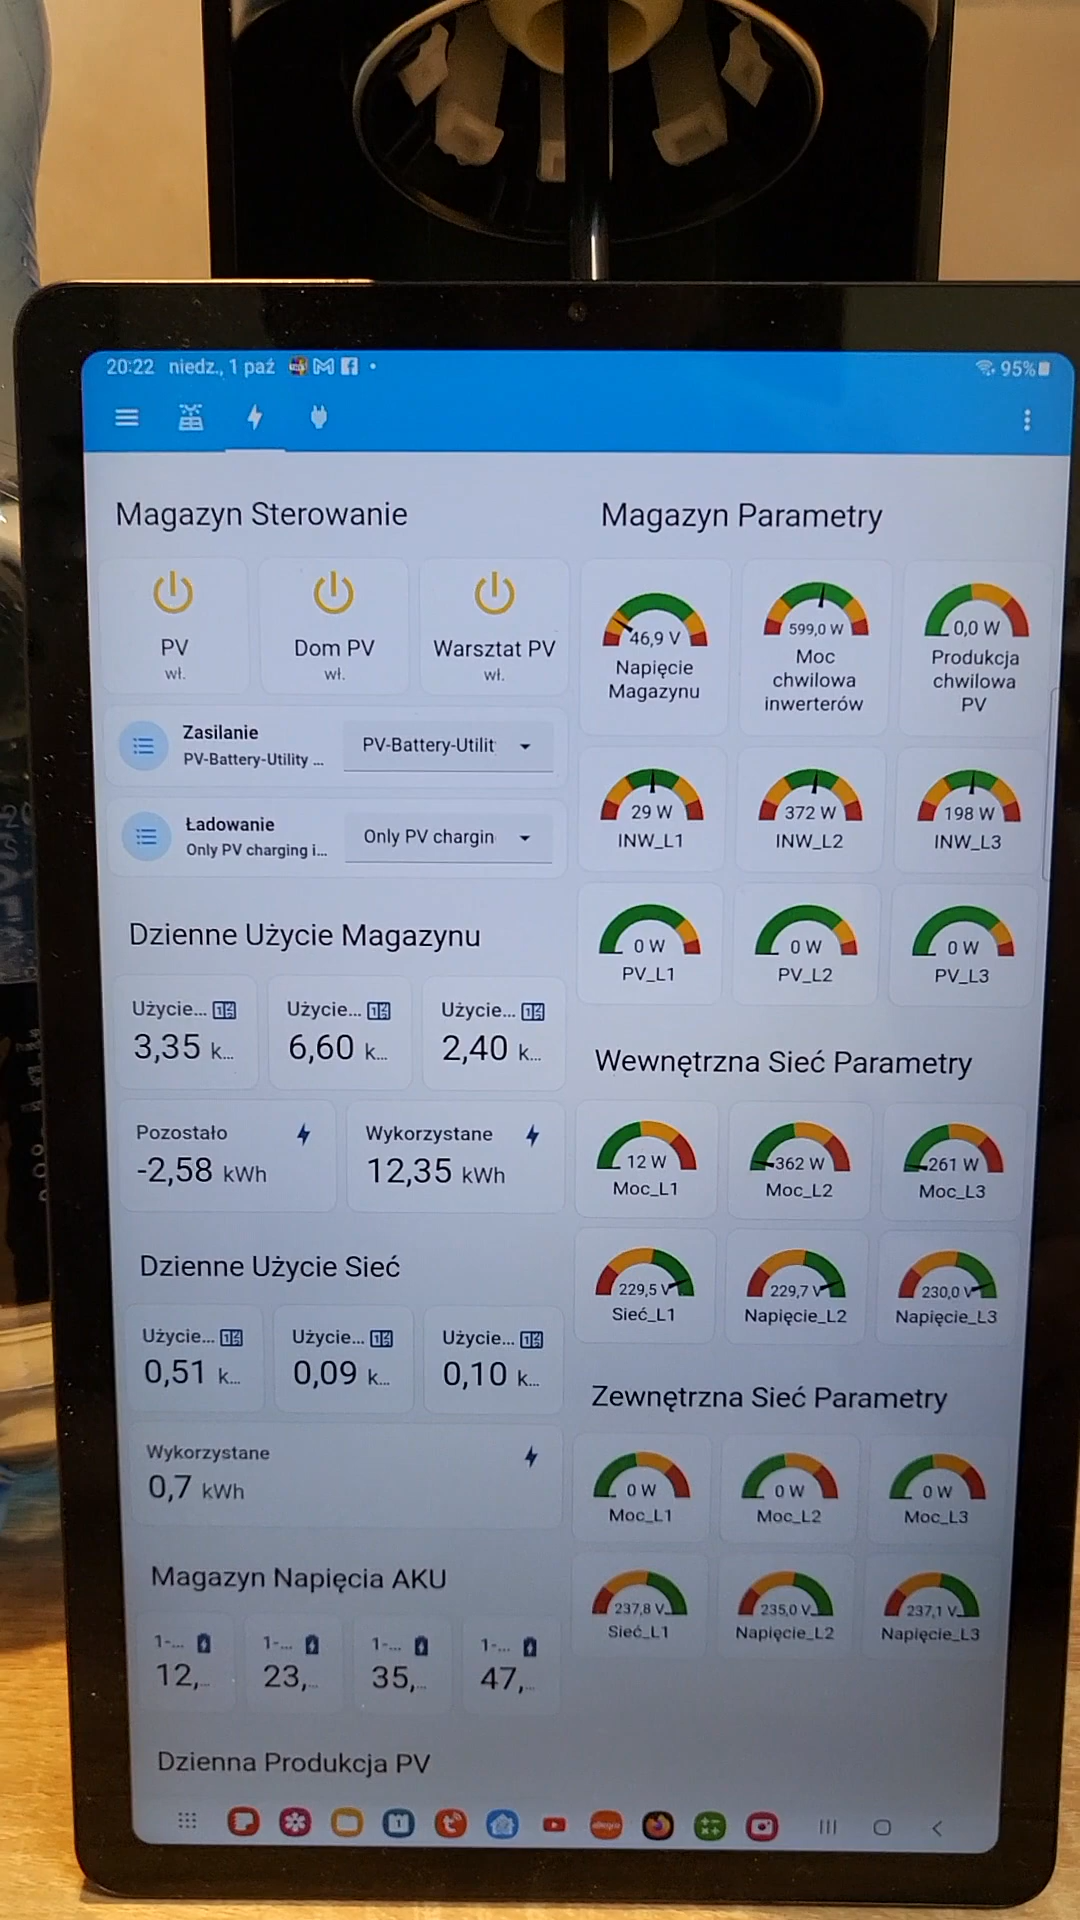 20:22 niedz., 1 paź
95%
Magazyn Sterowanie
PV
wł.
Dom PV
wł.
Warsztat PV
wł.
Zasilanie
PV-Battery-Utility ...
PV-Battery-Utilit
Ładowanie
Only PV charging i...
Only PV chargin
Dzienne Użycie Magazynu
Użycie...
3,35 k...
Użycie...
6,60 k...
Użycie...
2,40 k...
Pozostało
-2,58 kWh
Wykorzystane
12,35 kWh
Dzienne Użycie Sieć
Użycie...
0,51 k...
Użycie...
0,09 k...
Użycie...
0,10 k...
Wykorzystane
0,7 kWh
Magazyn Napięcia AKU
1-...
12,...
1-...
23,...
1-...
35,...
1-...
47,...
Dzienna Produkcja PV
Magazyn Parametry
46,9 V
Napięcie
Magazynu
599,0 W
Moc
chwilowa
inwerterów
0,0 W
Produkcja
chwilowa
PV
29 W
INW_L1
372 W
INW_L2
198 W
INW_L3
0 W
PV_L1
0 W
PV_L2
0 W
PV_L3
Wewnętrzna Sieć Parametry
12 W
Moc_L1
362 W
Moc_L2
261 W
Moc_L3
229,5 V
Sieć_L1
229,7 V
Napięcie_L2
230,0 V
Napięcie_L3
Zewnętrzna Sieć Parametry
0 W
Moc_L1
0 W
Moc_L2
0 W
Moc_L3
237,8 V
Sieć_L1
235,0 V
Napięcie_L2
237,1 V
Napięcie_L3